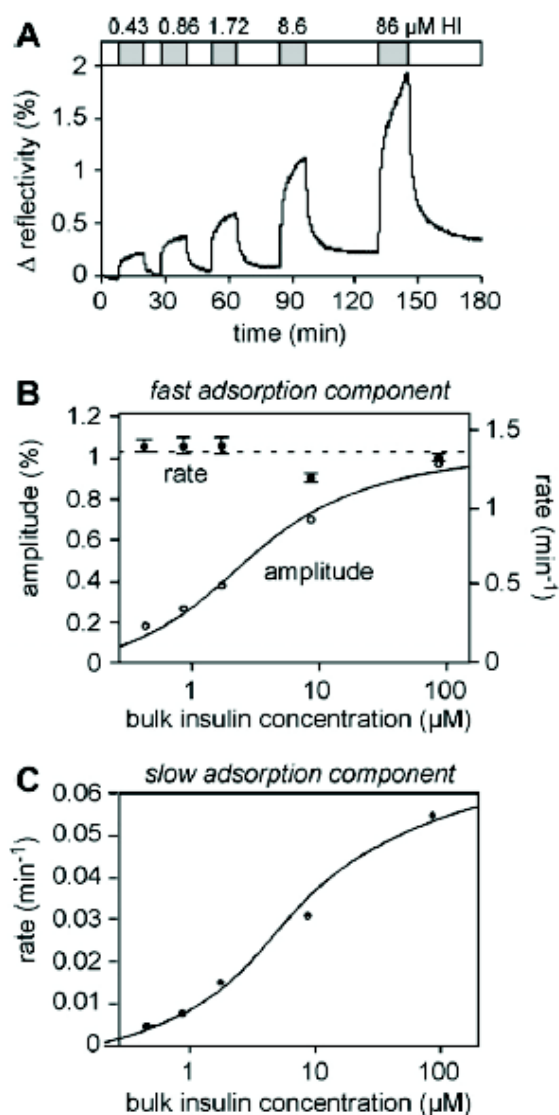 A
0.43 0.86 1.72 8.6 86 µM HI
2
1.5
1
0.5
0
Δ reflectivity (%)
0 30 60 90 120 150 180
time (min)
B
fast adsorption component
1.2
1
0.8
0.6
0.4
0.2
0
amplitude (%)
rate
amplitude
1.5
1
0.5
0
rate (min-1)
1 10 100
bulk insulin concentration (µM)
C
slow adsorption component
0.06
0.05
0.04
0.03
0.02
0.01
0
rate (min-1)
1 10 100
bulk insulin concentration (µM)